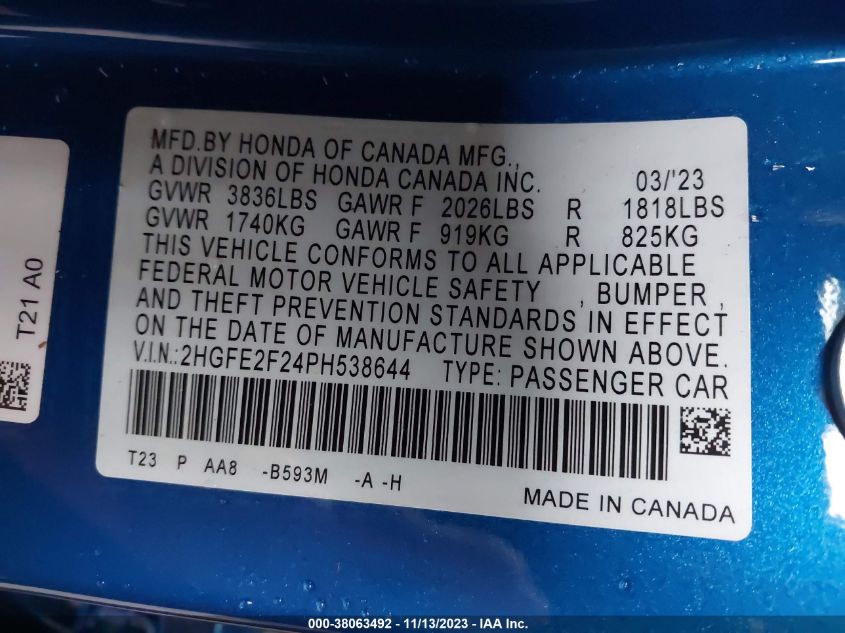 MFD.BY HONDA OF CANADA MFG.,
A DIVISION OF HONDA CANADA INC. 03/'23
GVWR 3836LBS GAWR F 2026LBS R 1818LBS
GVWR 1740KG GAWR F 919KG R 825KG
THIS VEHICLE CONFORMS TO ALL APPLICABLE
FEDERAL MOTOR VEHICLE SAFETY , BUMPER ,
AND THEFT PREVENTION STANDARDS IN EFFECT
ON THE DATE OF MANUFACTURE SHOWN ABOVE.
V.I.N.:2HGFE2F24PH538644 TYPE: PASSENGER CAR
T23 P AA8 -B593M -A -H
MADE IN CANADA
T21 A0
000-38063492 - 11/13/2023 - IAA Inc.